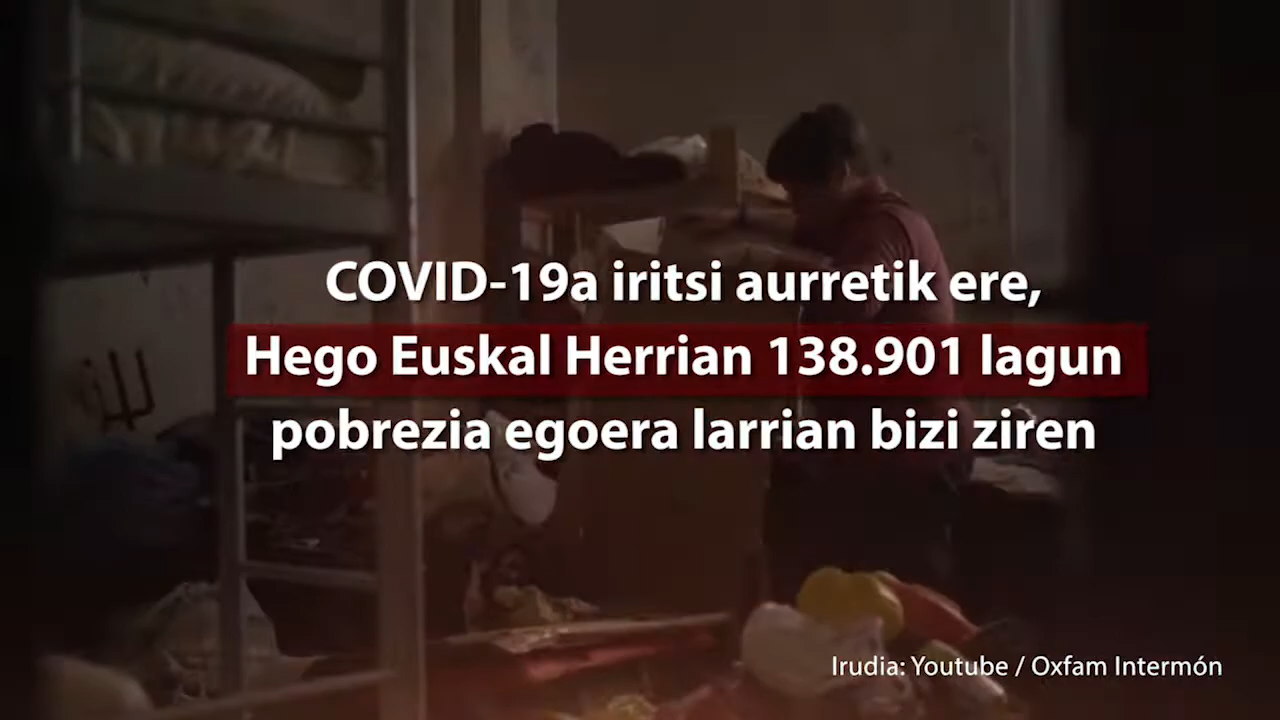 COVID-19a iritsi aurretik ere,
Hego Euskal Herrian 138.901 lagun
pobrezia egoera larrian bizi ziren
Irudia: Youtube / Oxfam Intermón